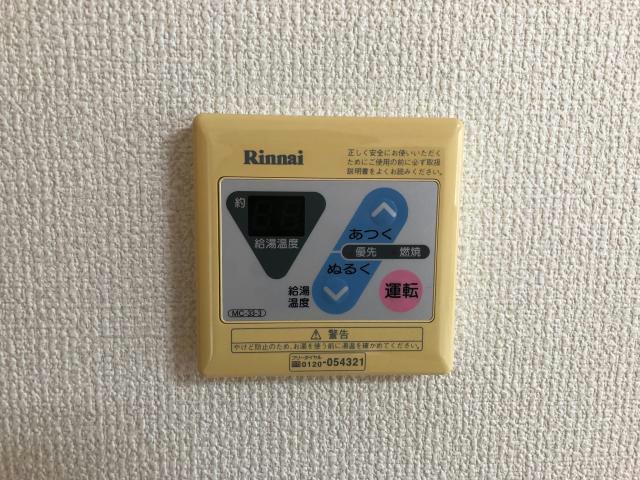 Rinnai
正しく安全にお使いいただく
ためにご使用の前に必ず取扱
説明書をよくお読みください。
約
給湯温度
あつく
優先 燃焼
ぬるく
給湯
温度
運転
MC-33-3
⚠ 警告
やけど防止のため、お湯を使う前に湯温を確かめてください。
フリーダイヤル
0120-054321